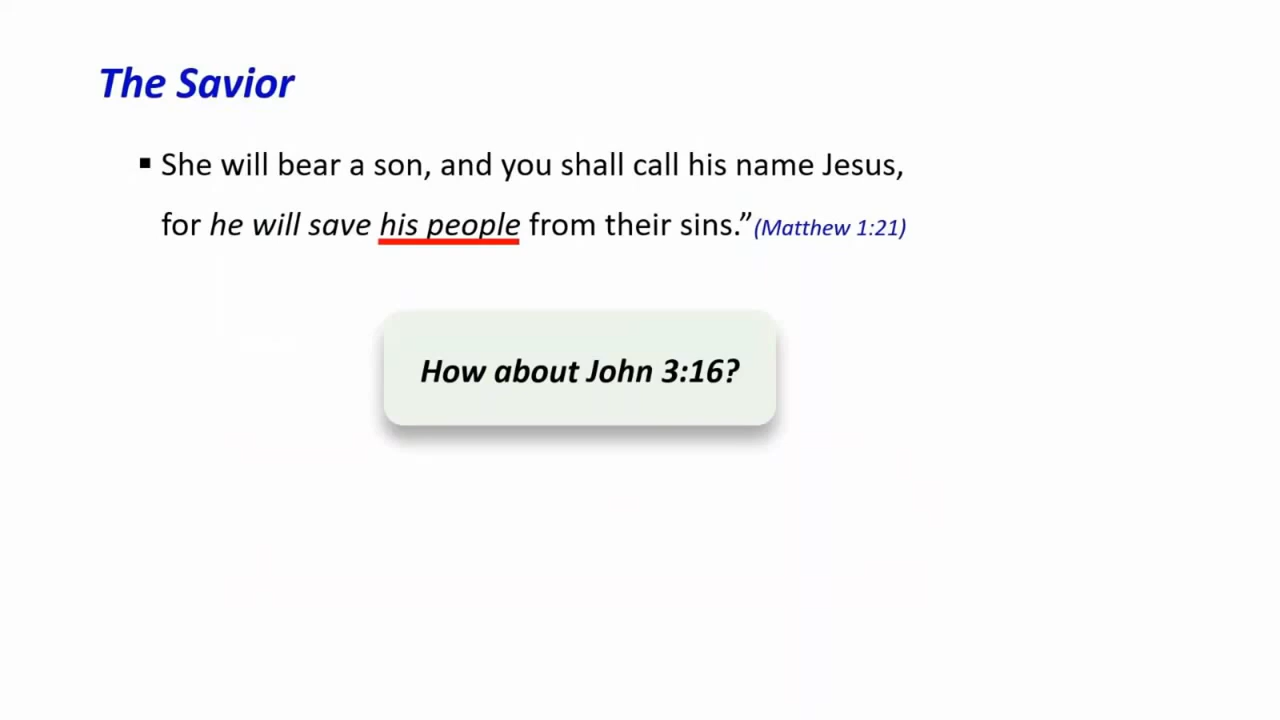 The Savior
▪ She will bear a son, and you shall call his name Jesus,
for he will save his people from their sins.” (Matthew 1:21)
How about John 3:16?